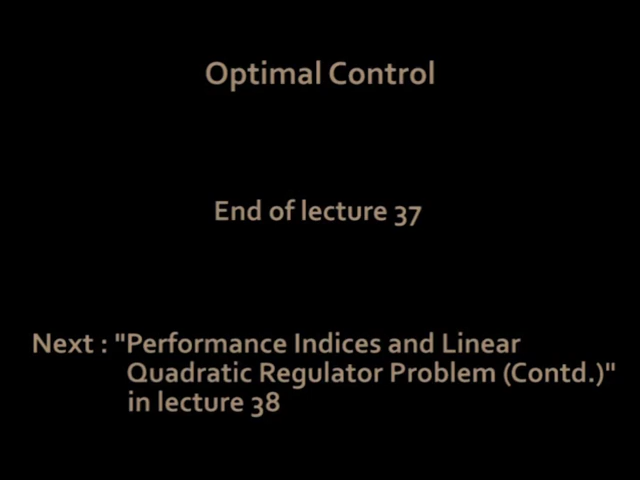 Optimal Control
End of lecture 37
Next : "Performance Indices and Linear
Quadratic Regulator Problem (Contd.)"
in lecture 38